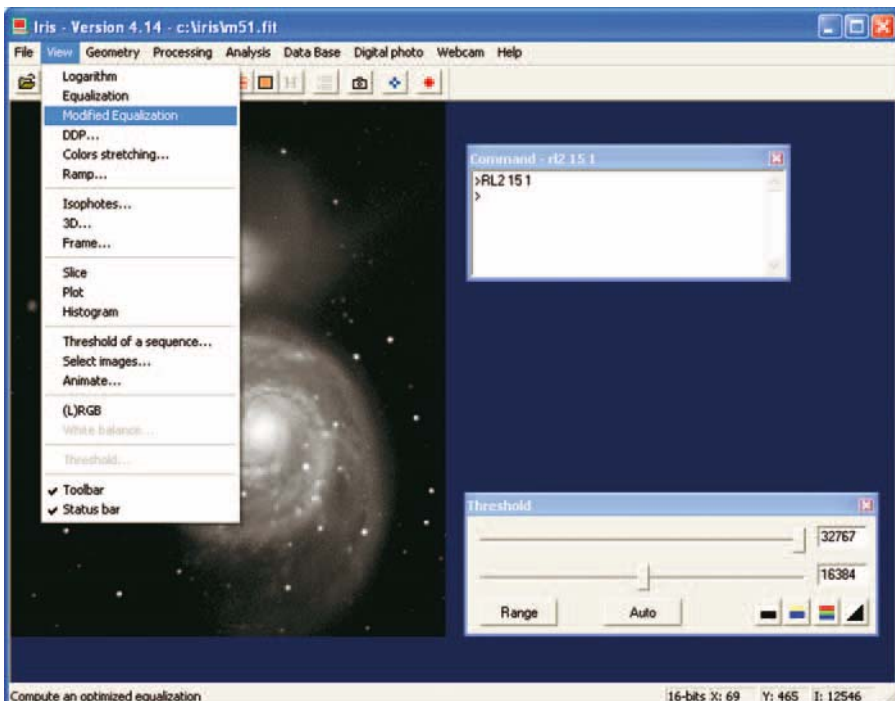 Iris - Version 4.14 - c:\iris\m51.fit
File View Geometry Processing Analysis Data Base Digital photo Webcam Help
Logarithm
Equalization
Modified Equalization
DDP...
Colors stretching...
Ramp...
Isophotes...
3D...
Frame...
Slice
Plot
Histogram
Threshold of a sequence...
Select images...
Animate...
(L)RGB
White balance...
Threshold...
Toolbar
Status bar
Command - rl2 15 1
>RL2 15 1
>
Threshold
32767
16384
Range Auto
Compute an optimized equalization 16-bits X: 69 Y: 465 I: 12546